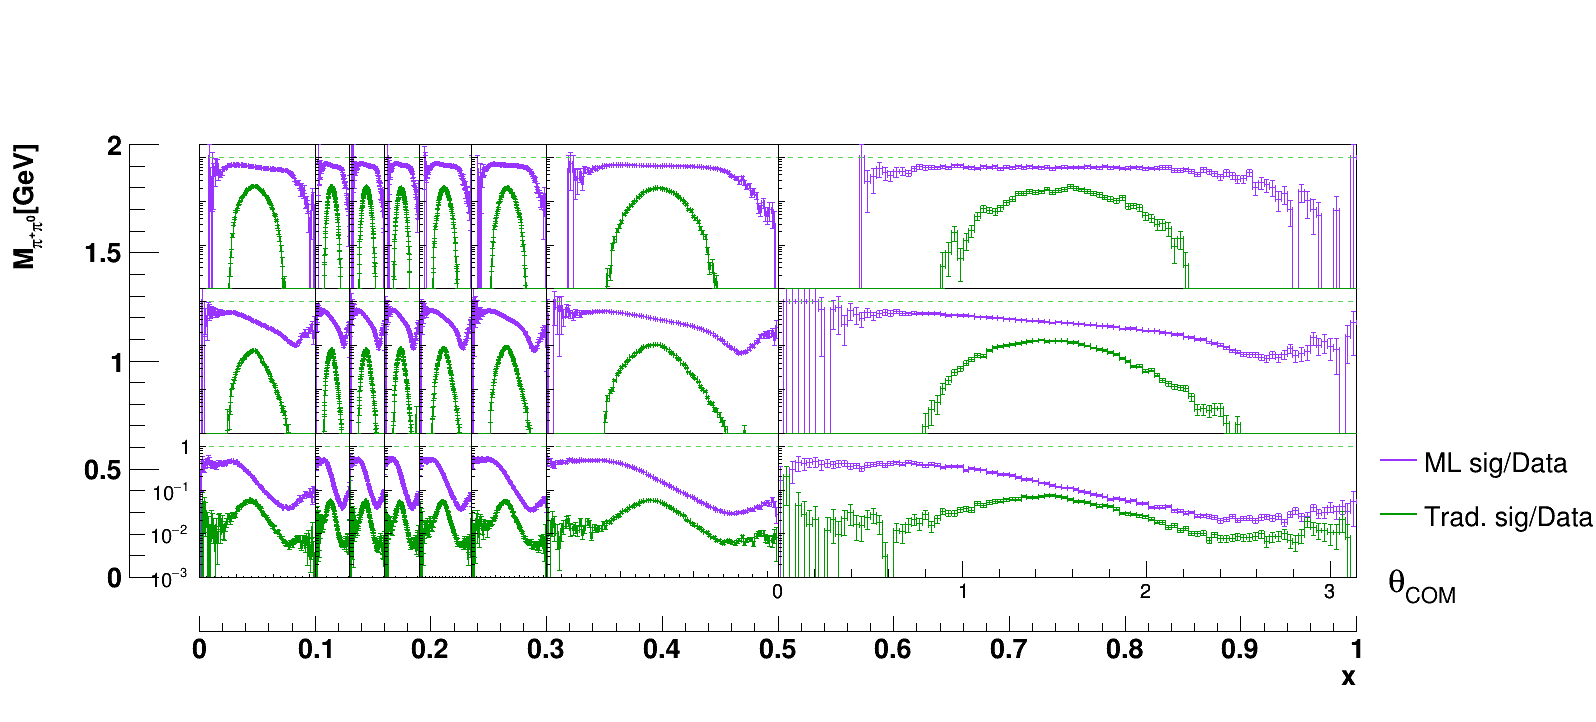 M_{π⁺π⁰}[GeV]
2
1.5
1
0.5
0
1
10⁻¹
10⁻²
10⁻³
ML sig/Data
Trad. sig/Data
0 1 2 3
θ_{COM}
0 0.1 0.2 0.3 0.4 0.5 0.6 0.7 0.8 0.9 1
x